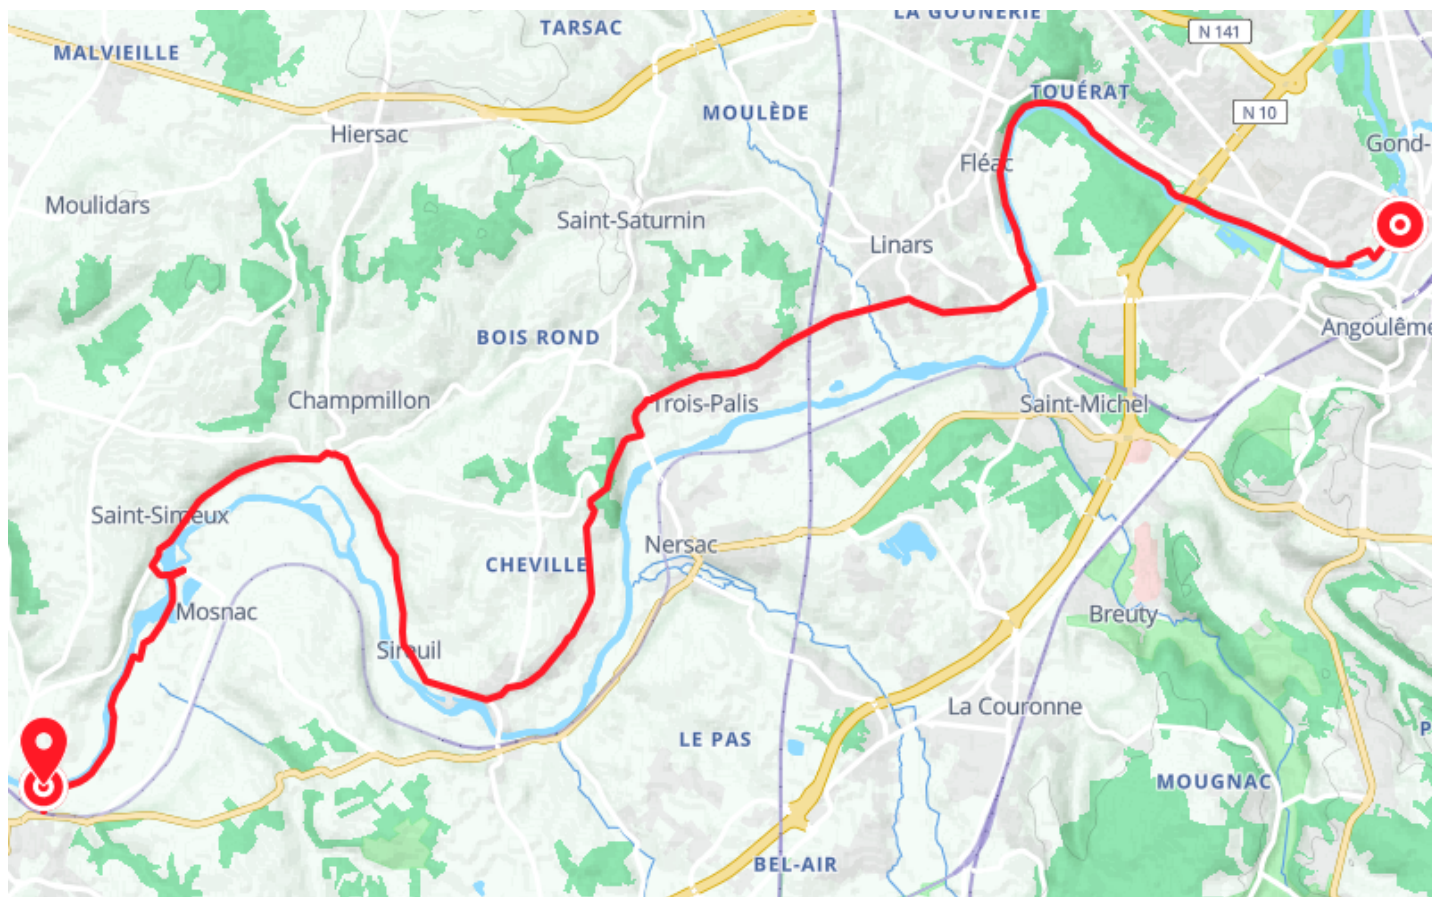 LA GOUNERIE
TARSAC
N 141
MALVIEILLE
TOUÉRAT
MOULÈDE
N 10
Hiersac
Gond-
Fléac
Moulidars
Saint-Saturnin
Linars
Angoulême
BOIS ROND
Champmillon
Trois-Palis
Saint-Michel
Saint-Simeux
Nersac
CHEVILLE
Mosnac
Breuty
Sireuil
La Couronne
P
LE PAS
MOUGNAC
BEL-AIR